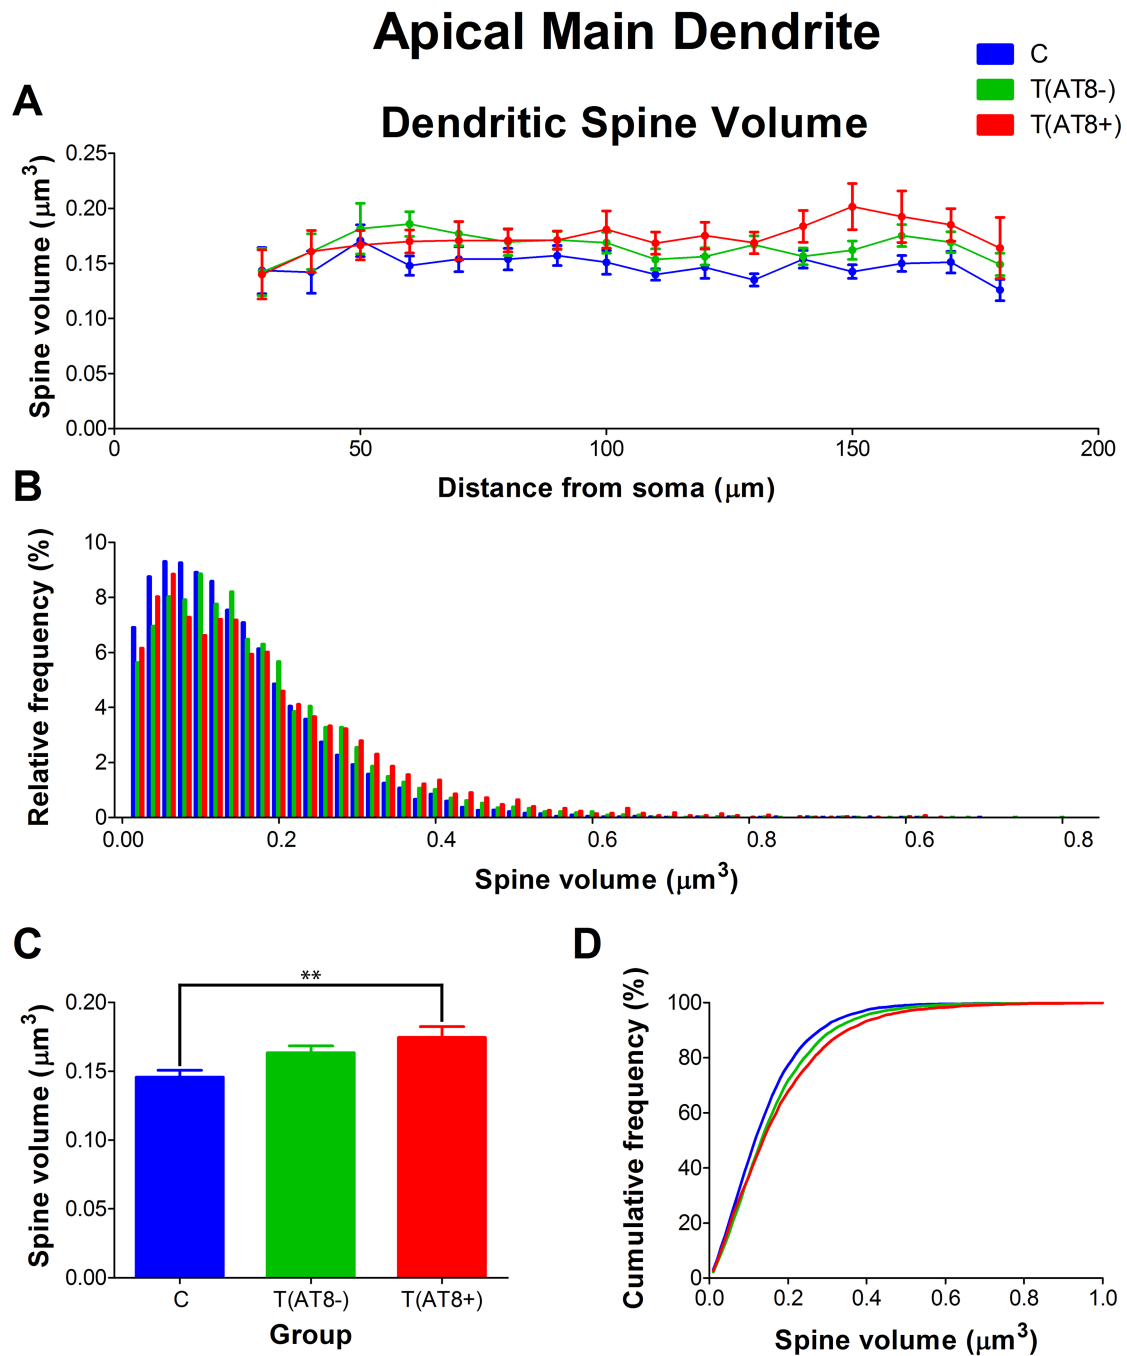 Apical Main Dendrite
C
T(AT8-)
T(AT8+)
A
Dendritic Spine Volume
Spine volume (μm³)
0.25
0.20
0.15
0.10
0.05
0.00
0 50 100 150 200
Distance from soma (μm)
B
Relative frequency (%)
10
8
6
4
2
0
0.00 0.2 0.4 0.6 0.8 0.6 0.8
Spine volume (μm³)
C
Spine volume (μm³)
**
0.20
0.15
0.10
0.05
0.00
C T(AT8-) T(AT8+)
Group
D
Cumulative frequency (%)
100
80
60
40
20
0
0.0 0.2 0.4 0.6 0.8 1.0
Spine volume (μm³)